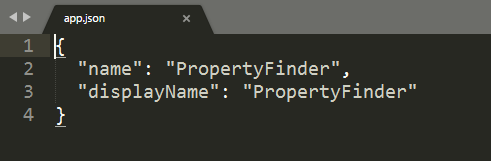 app.json ×
1 {
2   "name": "PropertyFinder",
3   "displayName": "PropertyFinder"
4 }